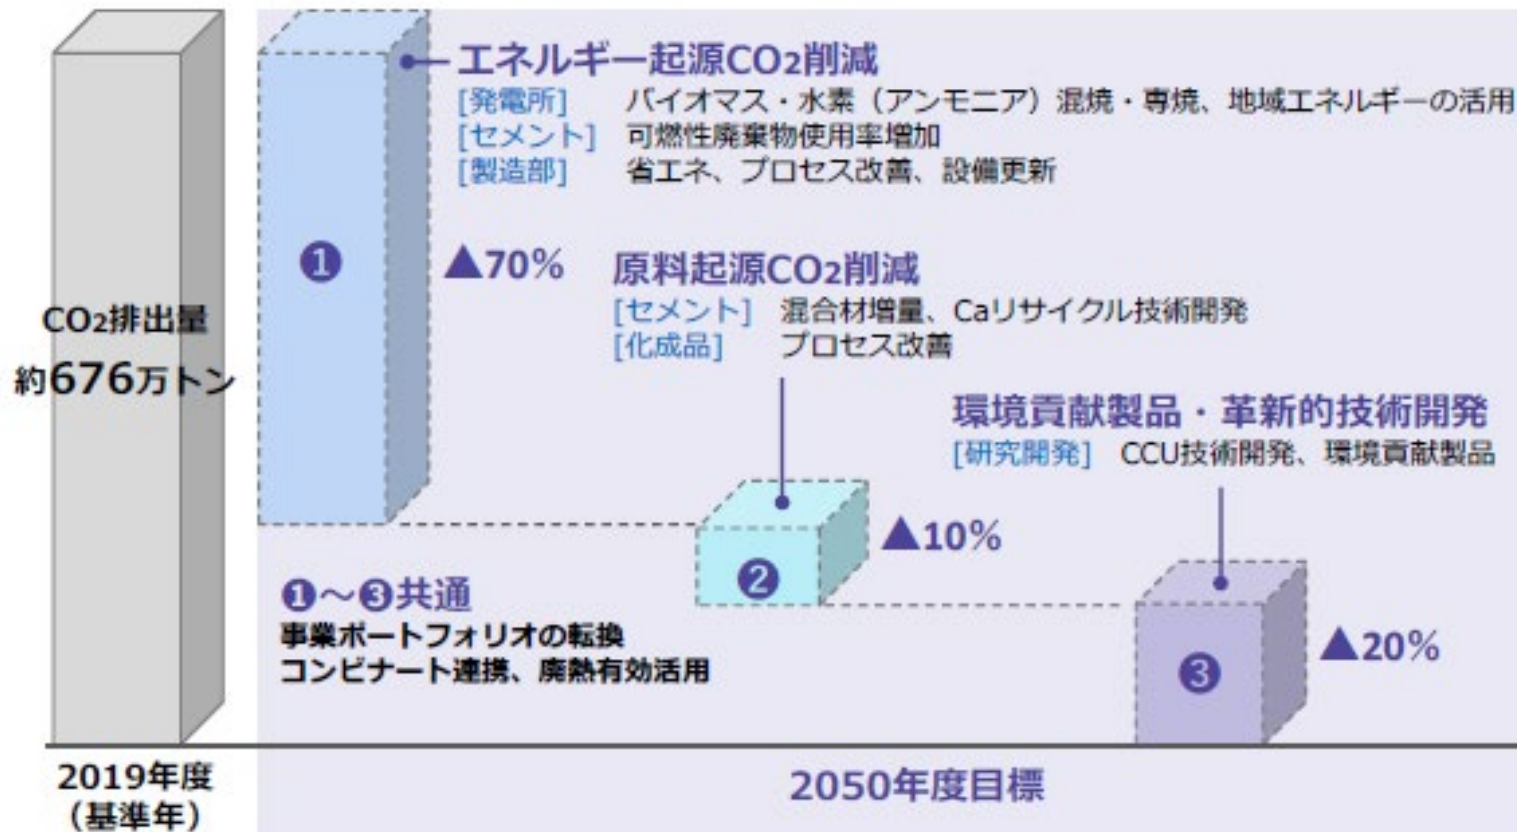 CO₂排出量
約676万トン
2019年度
（基準年）
エネルギー起源CO₂削減
[発電所] バイオマス・水素（アンモニア）混焼・専焼、地域エネルギーの活用
[セメント] 可燃性廃棄物使用率増加
[製造部] 省エネ、プロセス改善、設備更新
❶
▲70%
原料起源CO₂削減
[セメント] 混合材増量、Caリサイクル技術開発
[化成品] プロセス改善
❷
▲10%
環境貢献製品・革新的技術開発
[研究開発] CCU技術開発、環境貢献製品
❸
▲20%
❶～❸共通
事業ポートフォリオの転換
コンビナート連携、廃熱有効活用
2050年度目標